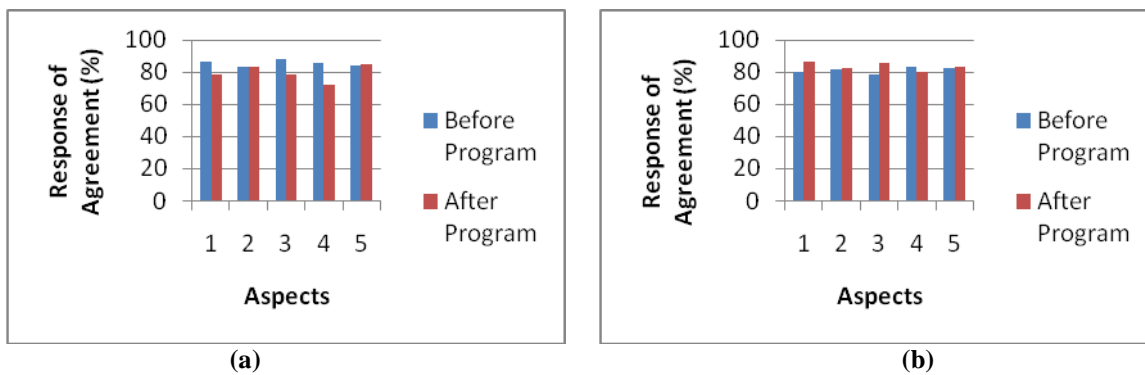 100
80
60
40
20
0
Response of
Agreement (%)
1 2 3 4 5
Aspects
Before
Program
After
Program
(a)
100
80
60
40
20
0
Response of
Agreement (%)
1 2 3 4 5
Aspects
Before
Program
After
Program
(b)